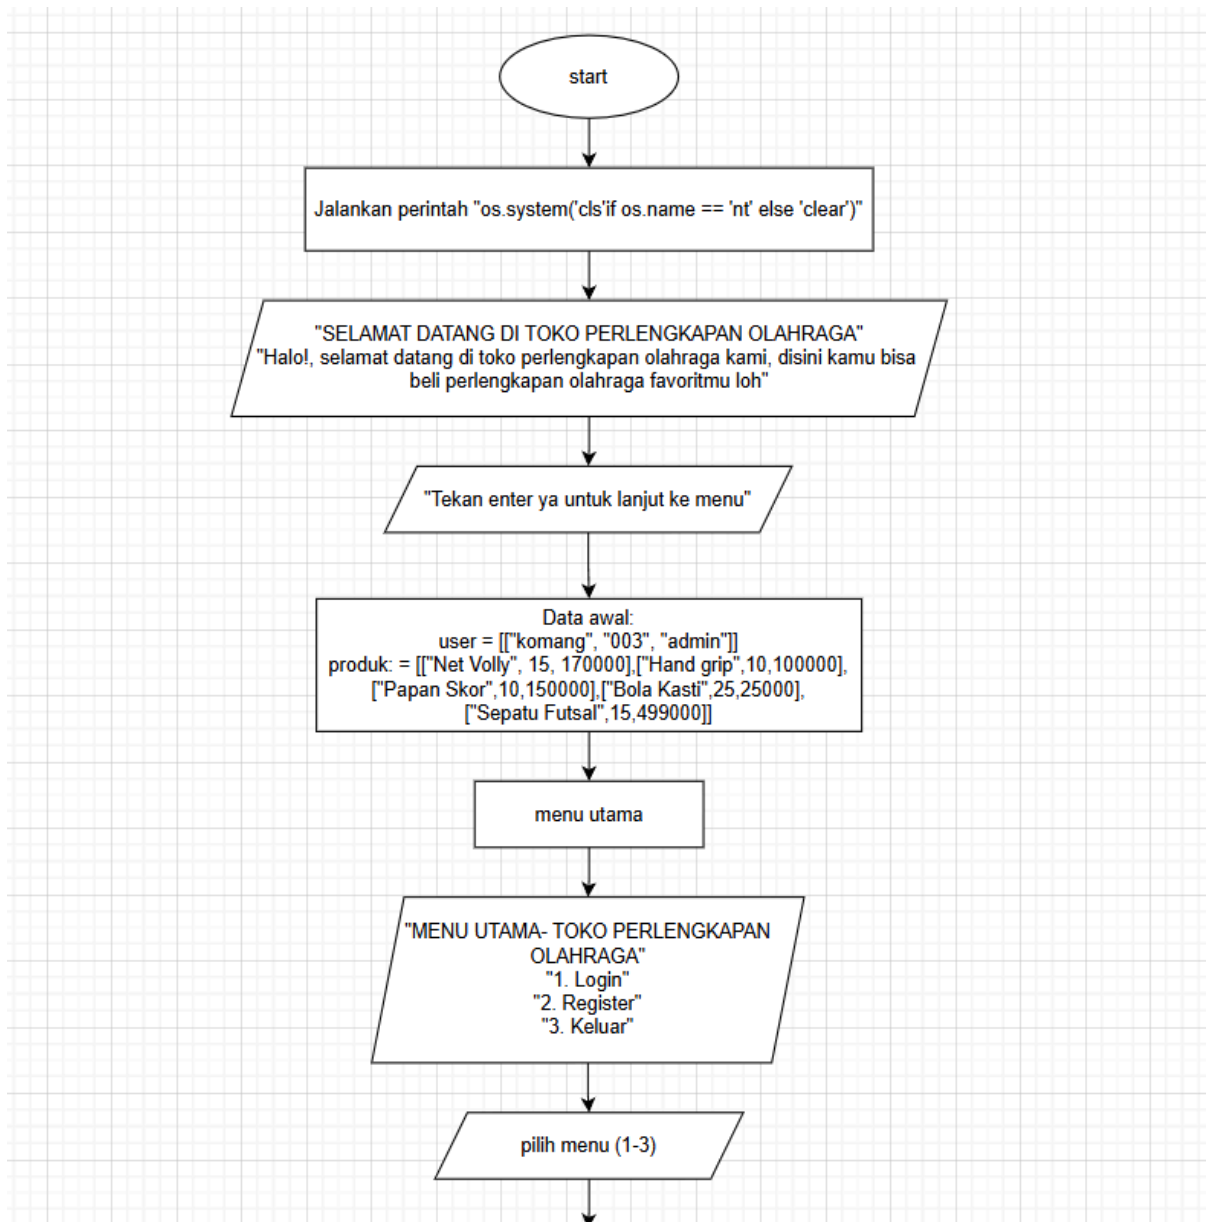 start
Jalankan perintah "os.system('cls'if os.name == 'nt' else 'clear')"
"SELAMAT DATANG DI TOKO PERLENGKAPAN OLAHRAGA"
"Halo!, selamat datang di toko perlengkapan olahraga kami, disini kamu bisa
beli perlengkapan olahraga favoritmu loh"
"Tekan enter ya untuk lanjut ke menu"
Data awal:
user = [["komang", "003", "admin"]]
produk: = [["Net Volly", 15, 170000],["Hand grip",10,100000],
["Papan Skor",10,150000],["Bola Kasti",25,25000],
["Sepatu Futsal",15,499000]]
menu utama
"MENU UTAMA- TOKO PERLENGKAPAN
OLAHRAGA"
"1. Login"
"2. Register"
"3. Keluar"
pilih menu (1-3)